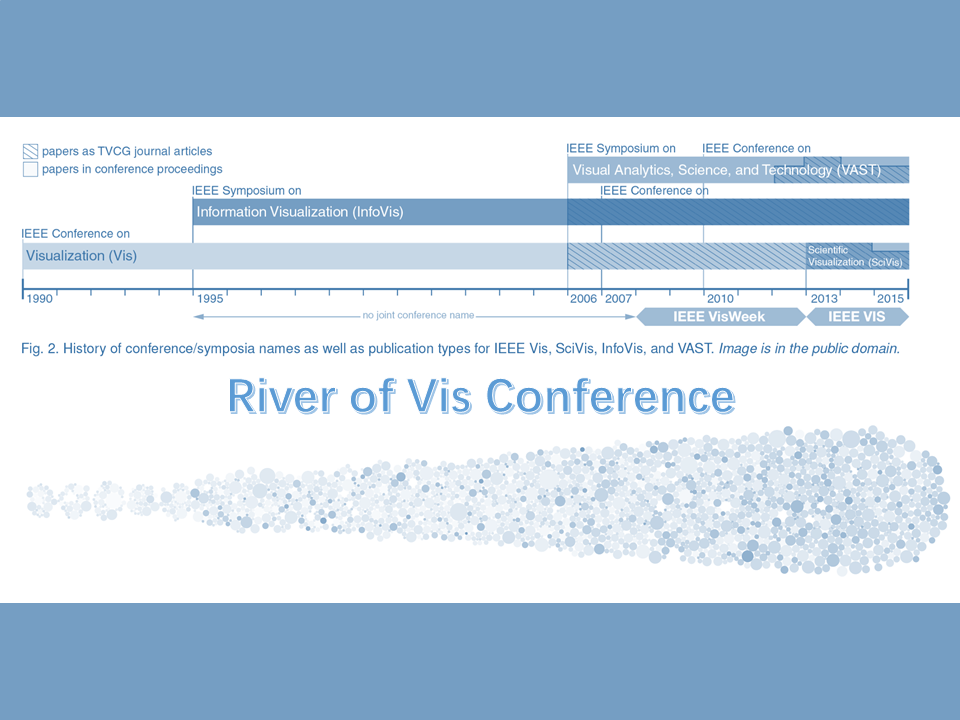 papers as TVCG journal articles
papers in conference proceedings
IEEE Symposium on
IEEE Conference on
Visual Analytics, Science, and Technology (VAST)
IEEE Symposium on
IEEE Conference on
Information Visualization (InfoVis)
IEEE Conference on
Visualization (Vis)
Scientific
Visualization (SciVis)
1990
1995
2006
2007
2010
2013
2015
no joint conference name
IEEE VisWeek
IEEE VIS
Fig. 2. History of conference/symposia names as well as publication types for IEEE Vis, SciVis, InfoVis, and VAST. Image is in the public domain.
River of Vis Conference